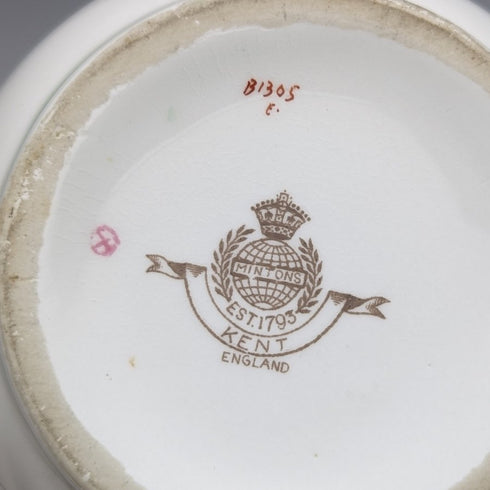 B1305
E.
MINTONS
EST. 1793
KENT
ENGLAND